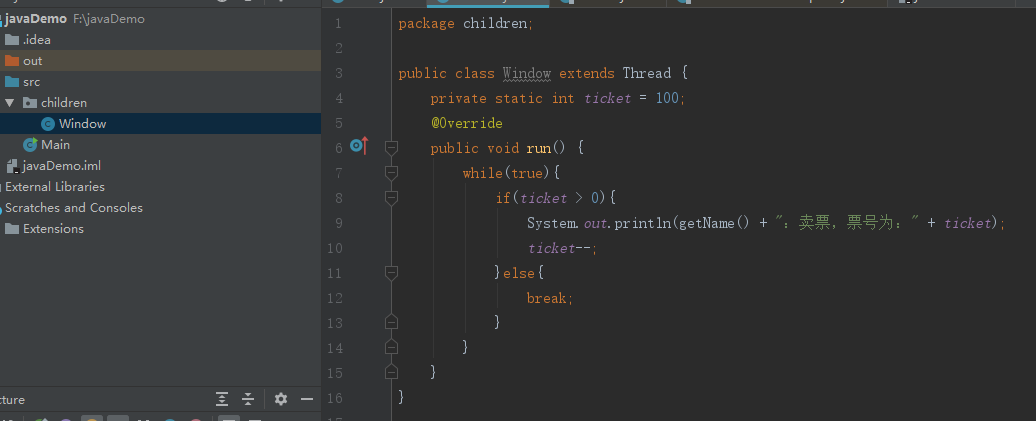 javaDemo F:\javaDemo
.idea
out
src
children
Window
Main
javaDemo.iml
External Libraries
Scratches and Consoles
Extensions
cture
1 package children;
2
3 public class Window extends Thread {
4 private static int ticket = 100;
5 @Override
6 public void run() {
7 while(true){
8 if(ticket > 0){
9 System.out.println(getName() + ": 卖票，票号为：" + ticket);
10 ticket--;
11 }else{
12 break;
13 }
14 }
15 }
16 }